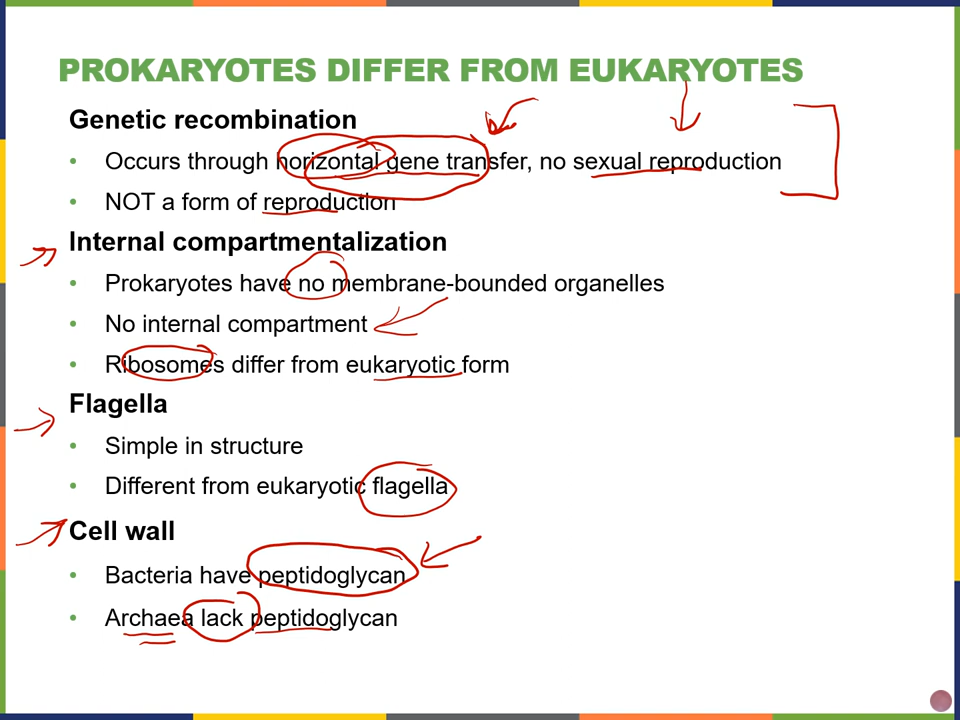 PROKARYOTES DIFFER FROM EUKARYOTES
Genetic recombination
• Occurs through horizontal gene transfer, no sexual reproduction
• NOT a form of reproduction
Internal compartmentalization
• Prokaryotes have no membrane-bounded organelles
• No internal compartment
• Ribosomes differ from eukaryotic form
Flagella
• Simple in structure
• Different from eukaryotic flagella
Cell wall
• Bacteria have peptidoglycan
• Archaea lack peptidoglycan